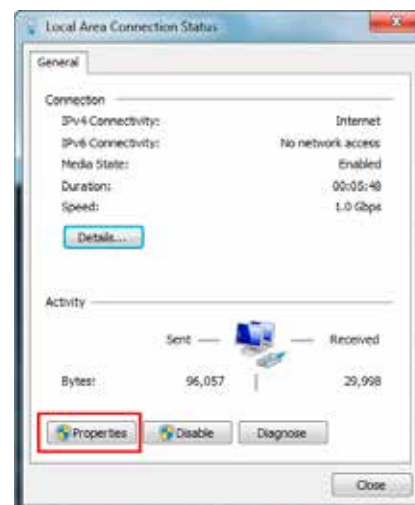 Local Area Connection Status
General
Connection
IPv4 Connectivity: Internet
IPv6 Connectivity: No network access
Media State: Enabled
Duration: 00:05:48
Speed: 1.0 Gbps
Details...
Activity
Sent — — Received
Bytes: 96,057 29,998
Properties Disable Diagnose
Close